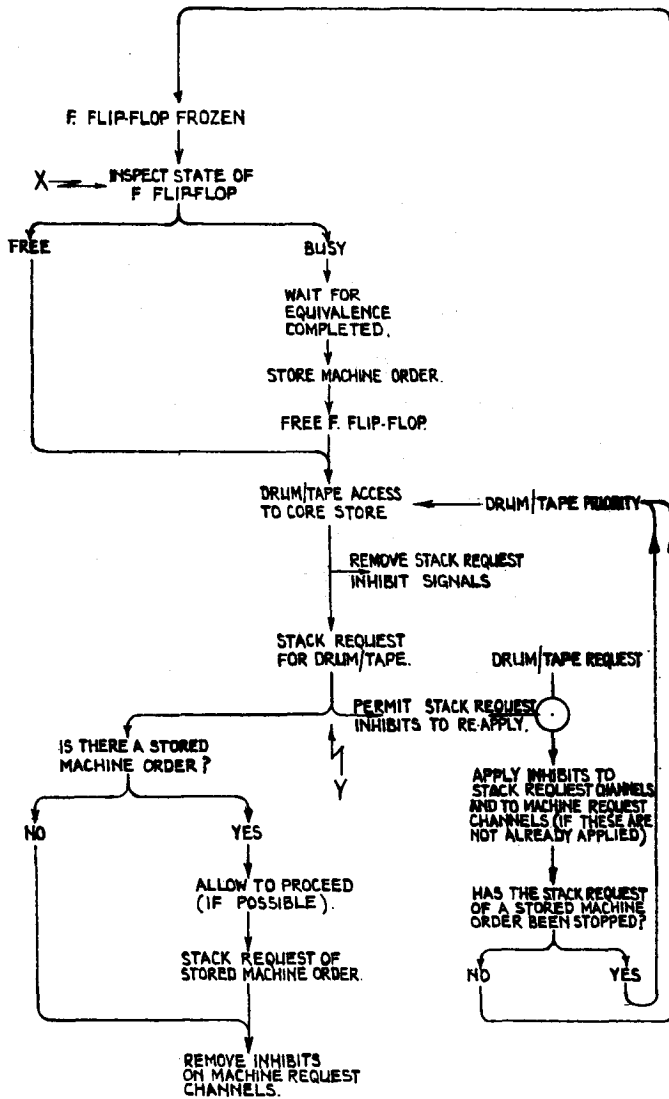 F. FLIP-FLOP FROZEN
X
INSPECT STATE OF
F FLIP-FLOP
FREE
BUSY
WAIT FOR
EQUIVALENCE
COMPLETED.
STORE MACHINE ORDER.
FREE F. FLIP-FLOP.
DRUM/TAPE ACCESS
TO CORE STORE
DRUM/TAPE PRIORITY
REMOVE STACK REQUEST
INHIBIT SIGNALS
STACK REQUEST
FOR DRUM/TAPE.
DRUM/TAPE REQUEST
PERMIT STACK REQUEST
INHIBITS TO RE-APPLY.
IS THERE A STORED
MACHINE ORDER?
Y
APPLY INHIBITS TO
STACK REQUEST CHANNELS
AND TO MACHINE REQUEST
CHANNELS (IF THESE ARE
NOT ALREADY APPLIED)
NO
YES
ALLOW TO PROCEED
(IF POSSIBLE).
HAS THE STACK REQUEST
OF A STORED MACHINE
ORDER BEEN STOPPED?
STACK REQUEST OF
STORED MACHINE ORDER.
NO
YES
REMOVE INHIBITS
ON MACHINE REQUEST
CHANNELS.